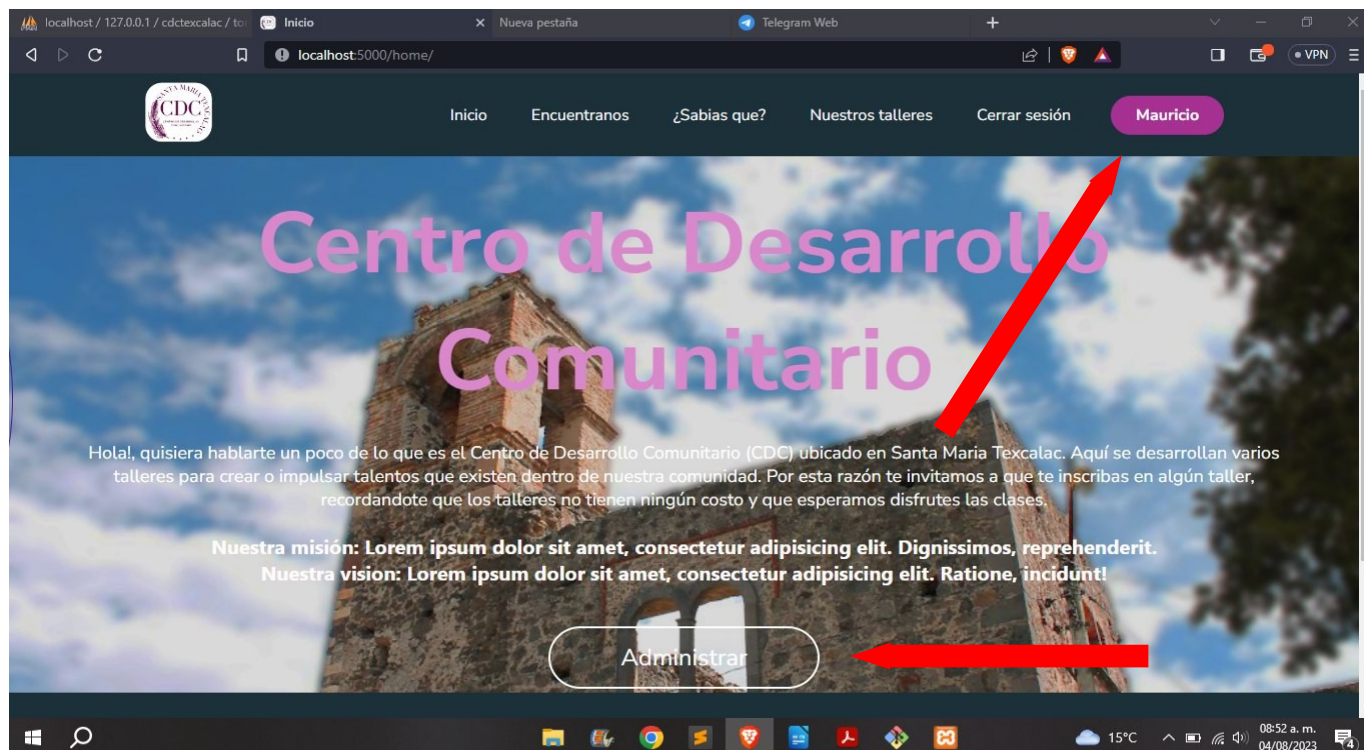 localhost / 127.0.0.1 / cdctexcalac / to
Inicio
Nueva pestaña
Telegram Web
localhost:5000/home/
VPN
SANTA MARIA TEXCALAC
CDC
Inicio
Encuentranos
¿Sabias que?
Nuestros talleres
Cerrar sesión
Mauricio
Centro de Desarrollo
Comunitario
Hola!, quisiera hablarte un poco de lo que es el Centro de Desarrollo Comunitario (CDC) ubicado en Santa Maria Texcalac. Aquí se desarrollan varios
talleres para crear o impulsar talentos que existen dentro de nuestra comunidad. Por esta razón te invitamos a que te inscribas en algún taller,
recordandote que los talleres no tienen ningún costo y que esperamos disfrutes las clases.
Nuestra misión: Lorem ipsum dolor sit amet, consectetur adipisicing elit. Dignissimos, reprehenderit.
Nuestra vision: Lorem ipsum dolor sit amet, consectetur adipisicing elit. Ratione, incidunt!
Administrar
15°C
08:52 a. m.
04/08/2023
4